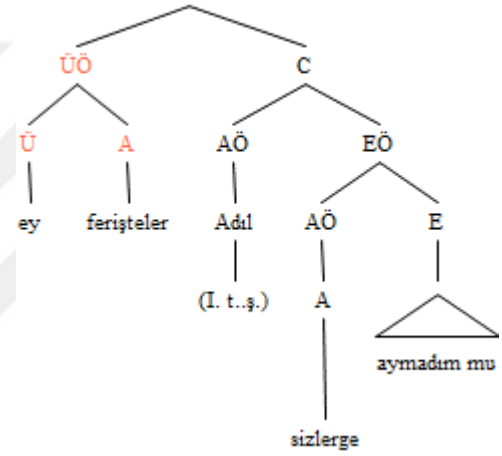 ÜÖ C
Ü A AÖ EÖ
ey ferişteler Adıl AÖ E
(I. t..ş.) A
aymadım mu
sizlerge